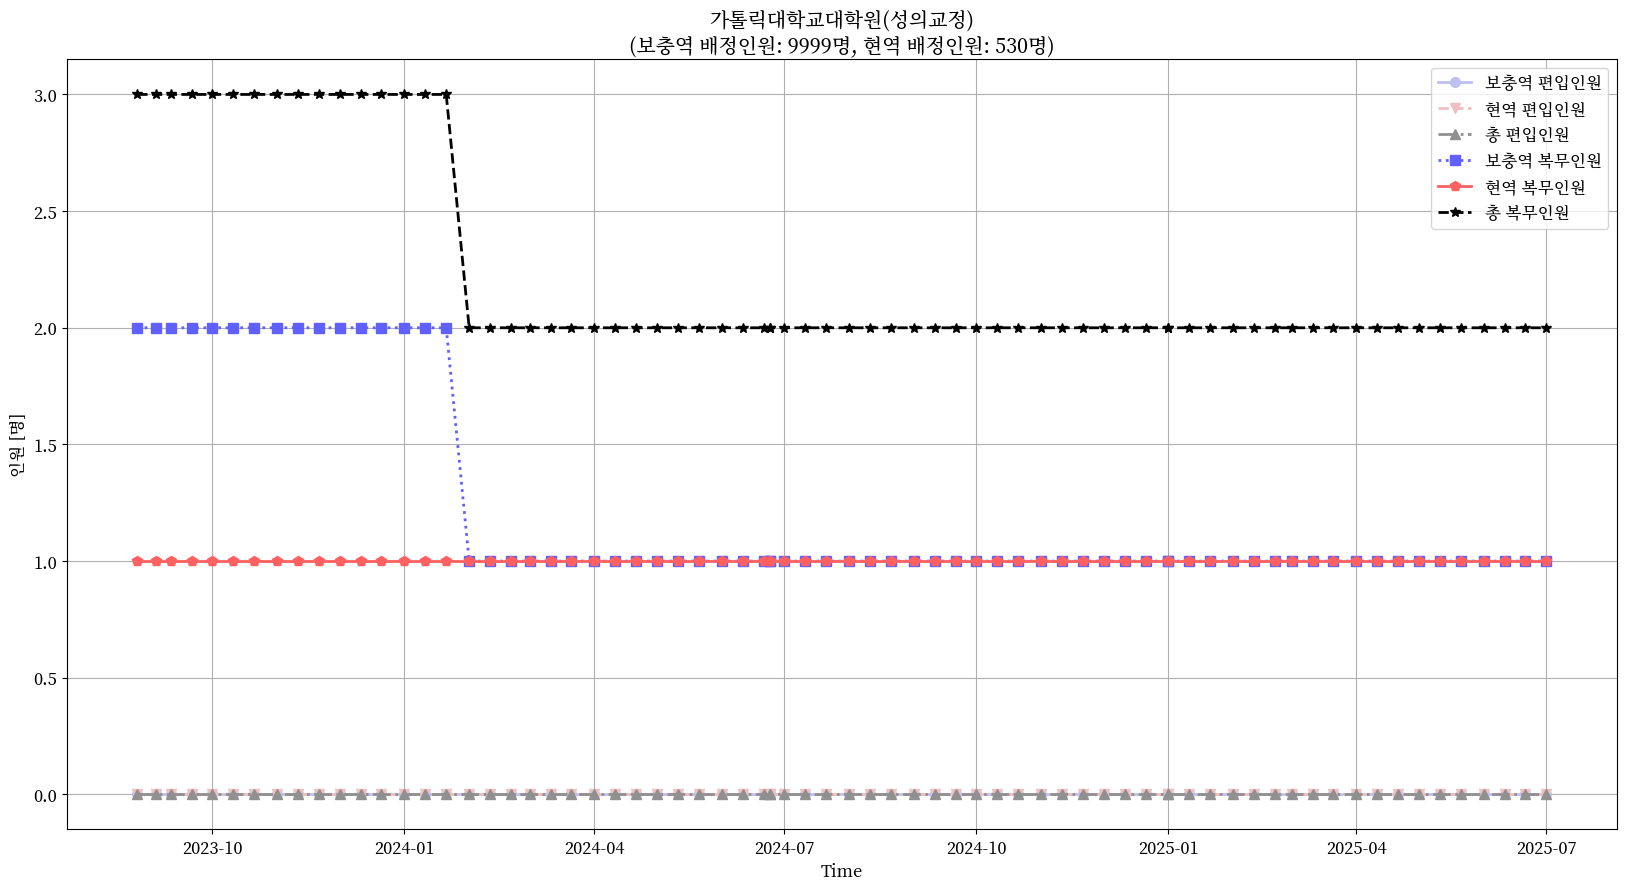 가톨릭대학교대학원(성의교정)
(보충역 배정인원: 9999명, 현역 배정인원: 530명)
보충역 편입인원
현역 편입인원
총 편입인원
보충역 복무인원
현역 복무인원
총 복무인원
인원 [명]
3.0
2.5
2.0
1.5
1.0
0.5
0.0
2023-10
2024-01
2024-04
2024-07
2024-10
2025-01
2025-04
2025-07
Time